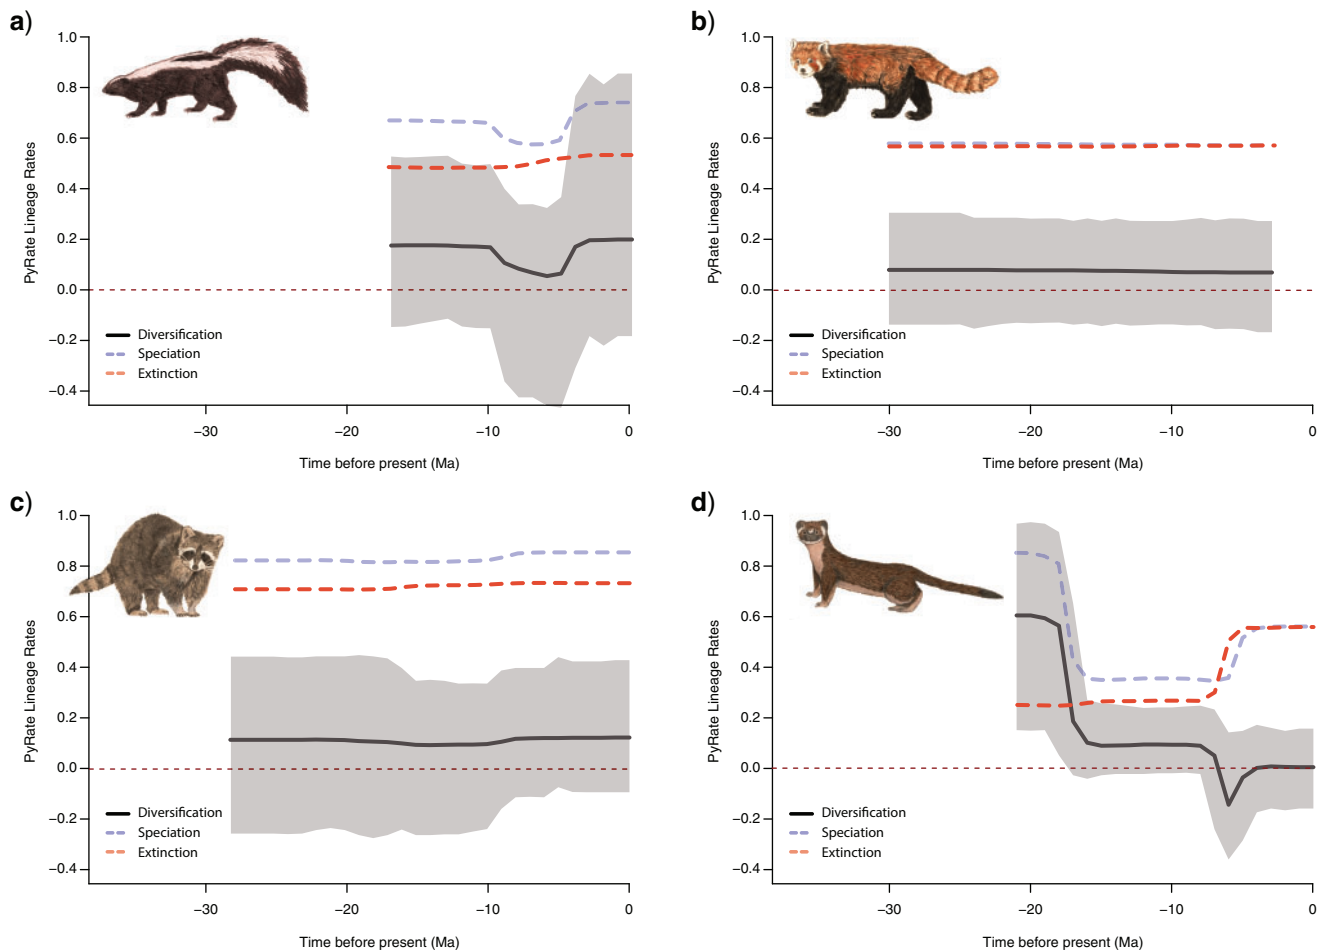 a)
1.0
0.8
0.6
0.4
0.2
0.0
−0.2
−0.4
PyRate Lineage Rates
Diversification
Speciation
Extinction
−30
−20
−10
0
Time before present (Ma)
b)
1.0
0.8
0.6
0.4
0.2
0.0
−0.2
−0.4
PyRate Lineage Rates
Diversification
Speciation
Extinction
−30
−20
−10
0
Time before present (Ma)
c)
1.0
0.8
0.6
0.4
0.2
0.0
−0.2
−0.4
PyRate Lineage Rates
Diversification
Speciation
Extinction
−30
−20
−10
0
Time before present (Ma)
d)
1.0
0.8
0.6
0.4
0.2
0.0
−0.2
−0.4
PyRate Lineage Rates
Diversification
Speciation
Extinction
−30
−20
−10
0
Time before present (Ma)